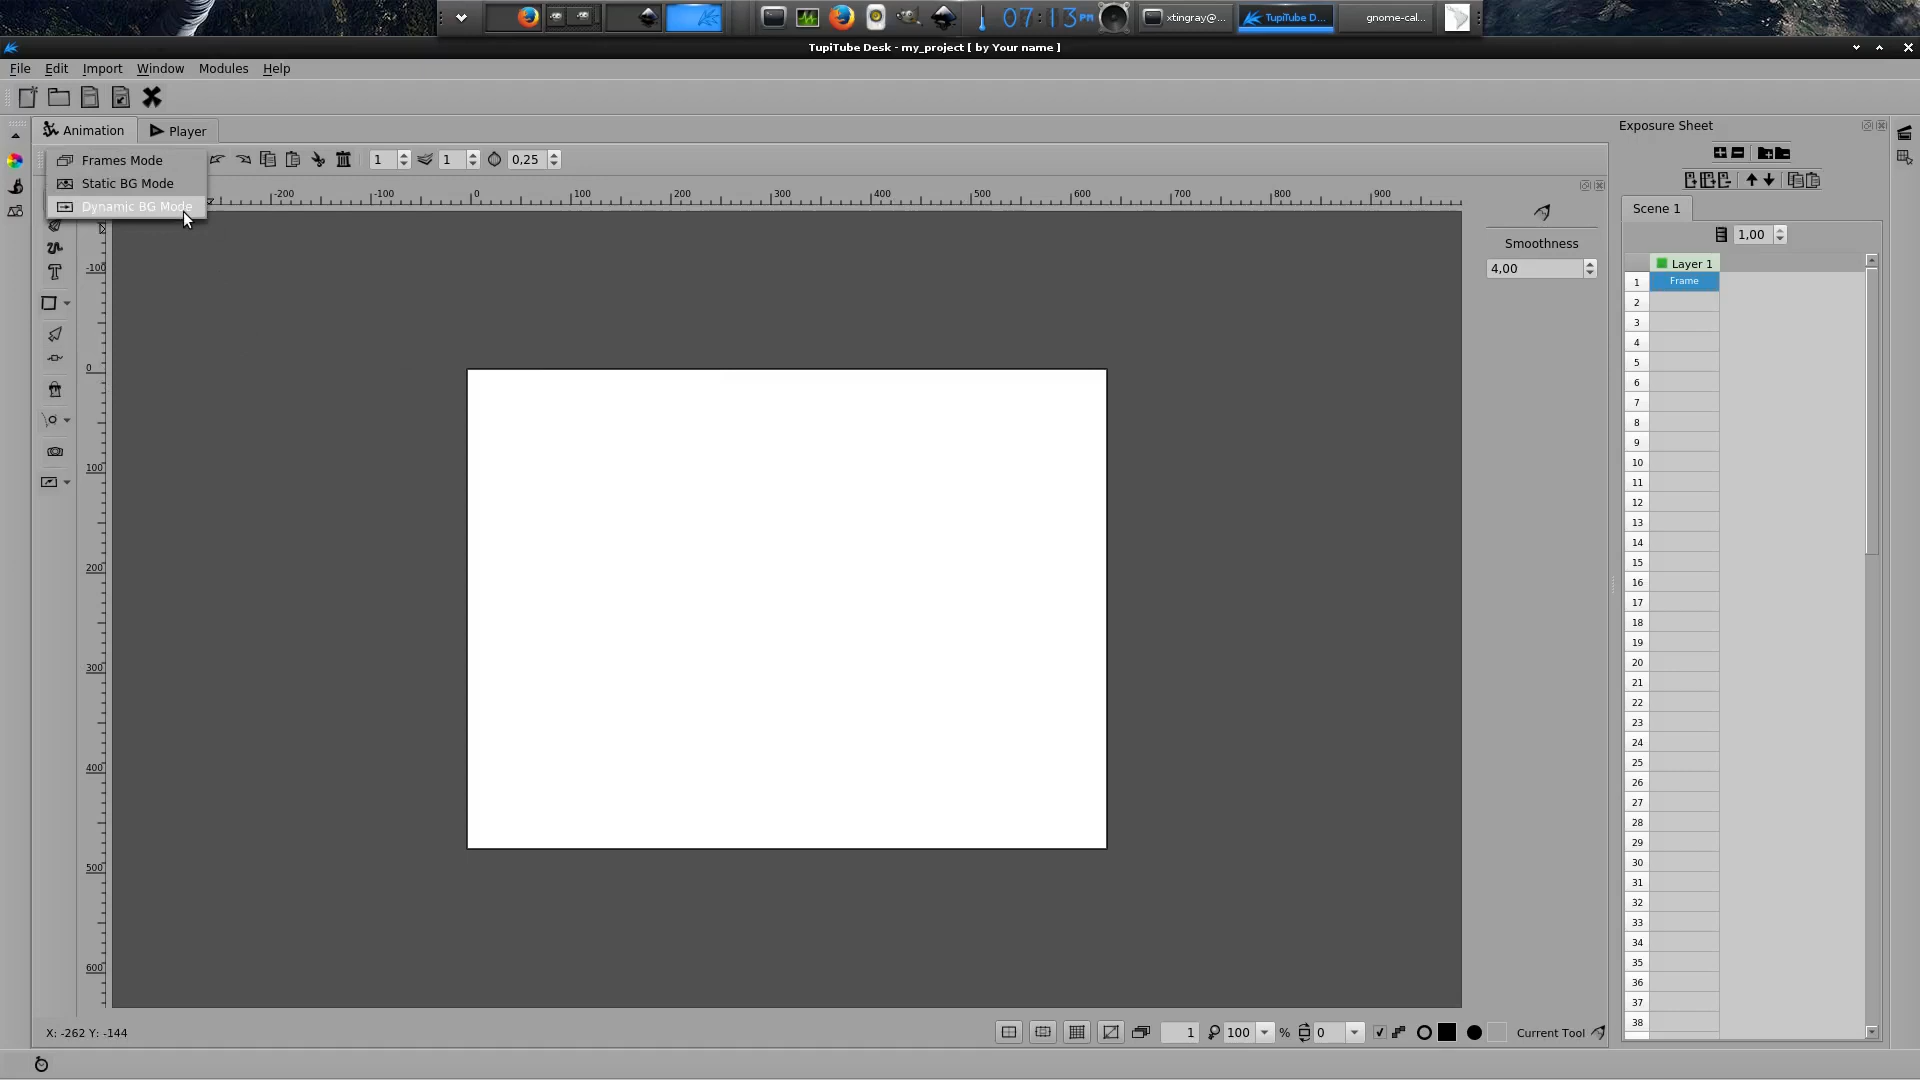 07:13PM
xtingray@...
TupiTube D...
gnome-cal...
TupiTube Desk - my_project [ by Your name ]
File Edit Import Window Modules Help
Animation
Player
Exposure Sheet
Frames Mode
Static BG Mode
Dynamic BG Mode
1
1
0,25
-200 -100 0 100 200 300 400 500 600 700 800 900
Smoothness
4,00
Scene 1
1,00
Layer 1
1 Frame
2
3
4
5
6
7
8
9
10
11
12
13
14
15
16
17
18
19
20
21
22
23
24
25
26
27
28
29
30
31
32
33
34
35
36
37
38
-100
0
100
200
300
400
500
600
X: -262 Y: -144
1
100 %
0
Current Tool